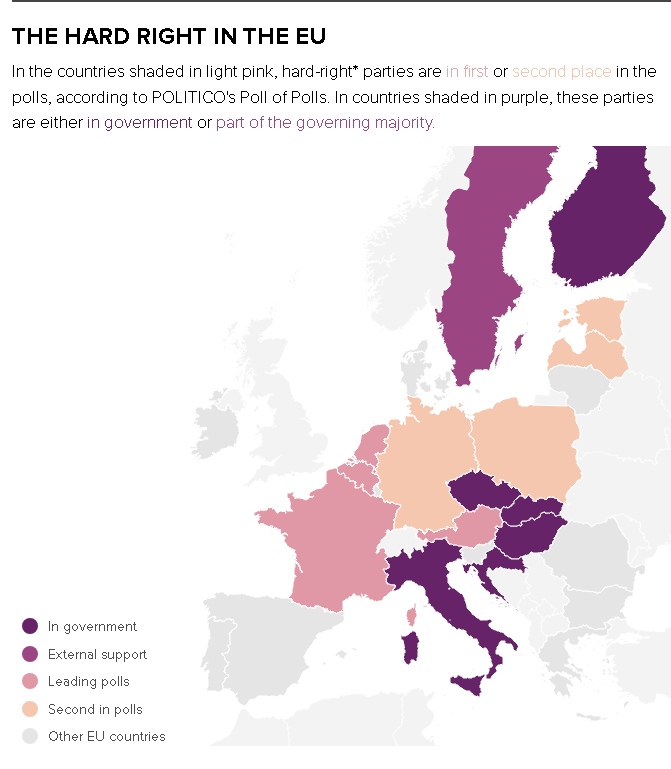 THE HARD RIGHT IN THE EU
In the countries shaded in light pink, hard-right* parties are in first or second place in the
polls, according to POLITICO's Poll of Polls. In countries shaded in purple, these parties
are either in government or part of the governing majority.
In government
External support
Leading polls
Second in polls
Other EU countries